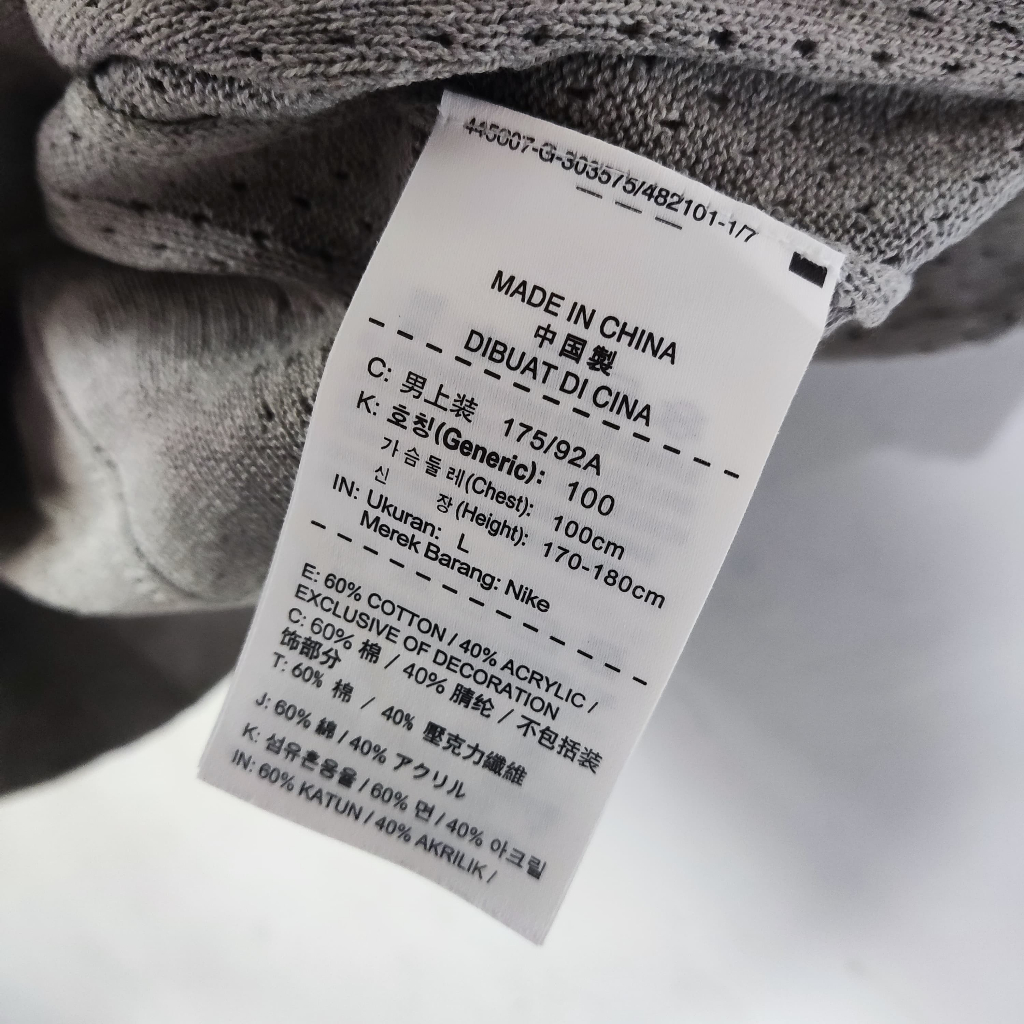 445007-G-303575/482101-1/7
MADE IN CHINA
中国製
DIBUAT DI CINA
C: 男上装 175/92A
K: 호칭(Generic): 100
가슴둘레(Chest): 100cm
신 장(Height): 170-180cm
IN: Ukuran: L
Merek Barang: Nike
E: 60% COTTON / 40% ACRYLIC /
EXCLUSIVE OF DECORATION
C: 60% 棉 / 40% 腈纶 / 不包括装
饰部分
T: 60% 棉 / 40% 壓克力纖維
J: 60% 綿 / 40% アクリル
K: 섬유혼용율 / 60% 면 / 40% 아크릴
IN: 60% KATUN / 40% AKRILIK /